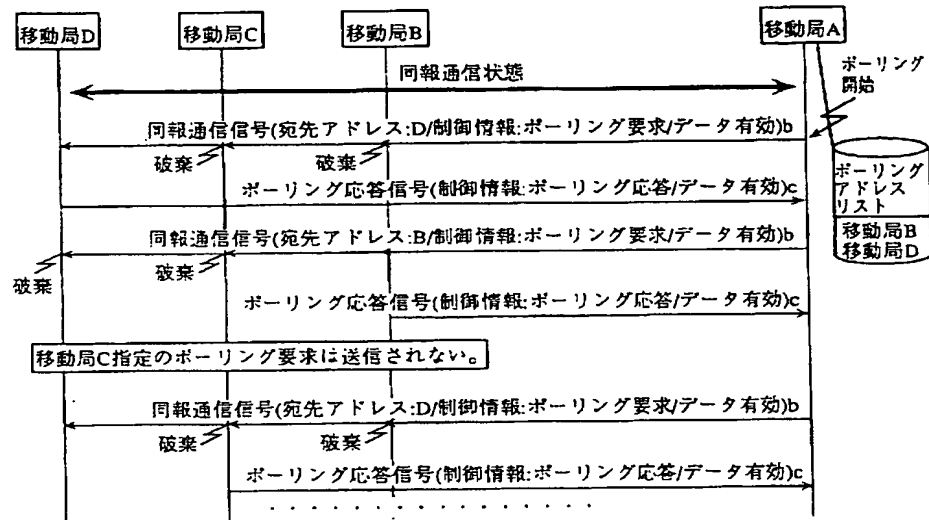 移動局D
移動局C
移動局B
移動局A
同報通信状態
ポーリング
開始
同報通信信号(宛先アドレス:D/制御情報:ポーリング要求/データ有効)b
破棄
破棄
ポーリング
アドレス
リスト
移動局B
移動局D
ポーリング応答信号(制御情報:ポーリング応答/データ有効)c
同報通信信号(宛先アドレス:B/制御情報:ポーリング要求/データ有効)b
破棄
破棄
ポーリング応答信号(制御情報:ポーリング応答/データ有効)c
移動局C指定のポーリング要求は送信されない。
同報通信信号(宛先アドレス:D/制御情報:ポーリング要求/データ有効)b
破棄
破棄
ポーリング応答信号(制御情報:ポーリング応答/データ有効)c